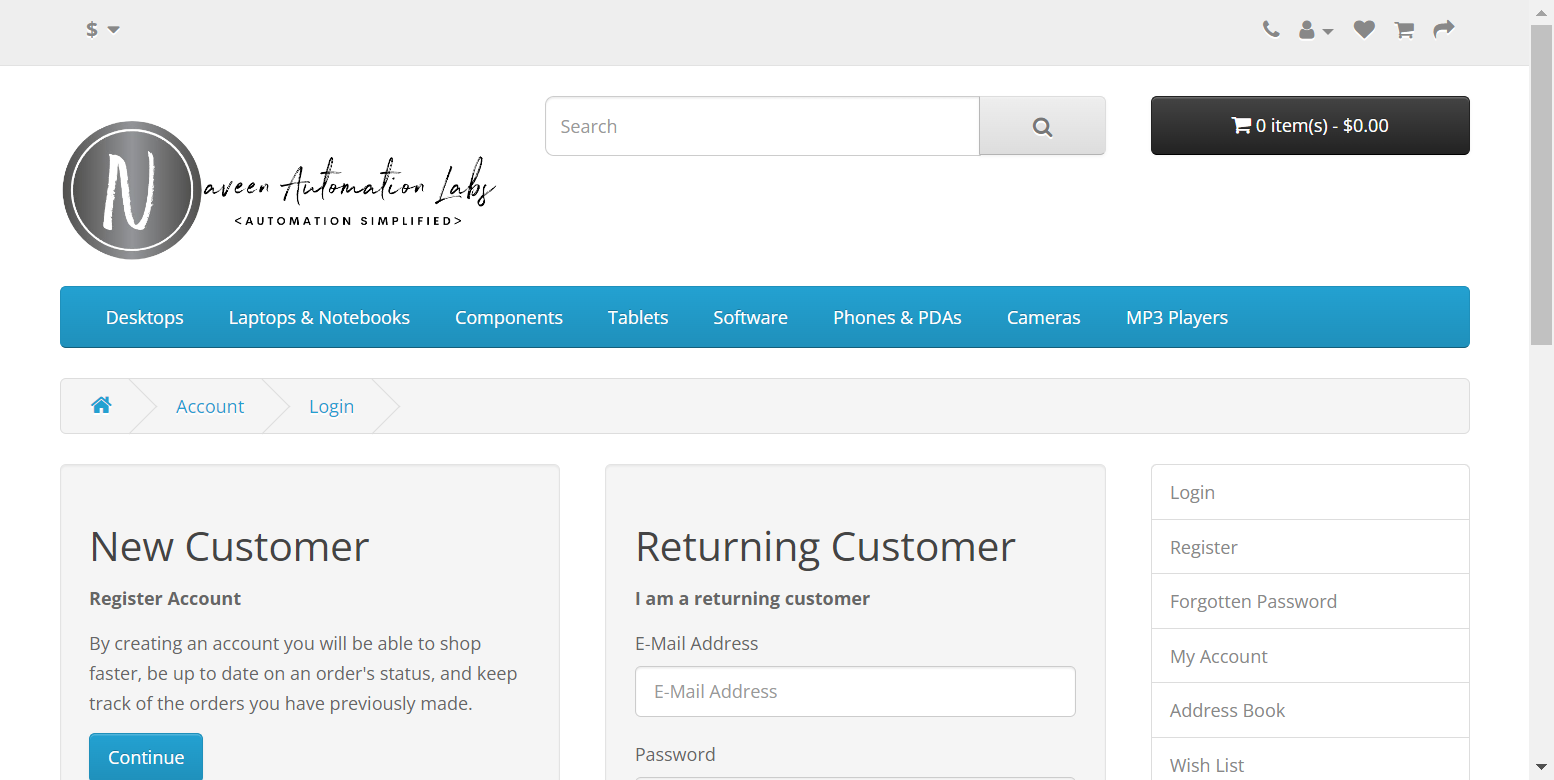 $
Search
0 item(s) - $0.00
N
aveen Automation Labs
<AUTOMATION SIMPLIFIED>
Desktops Laptops & Notebooks Components Tablets Software Phones & PDAs Cameras MP3 Players
Account Login
New Customer
Register Account
By creating an account you will be able to shop
faster, be up to date on an order's status, and keep
track of the orders you have previously made.
Continue
Returning Customer
I am a returning customer
E-Mail Address
E-Mail Address
Password
Login
Register
Forgotten Password
My Account
Address Book
Wish List